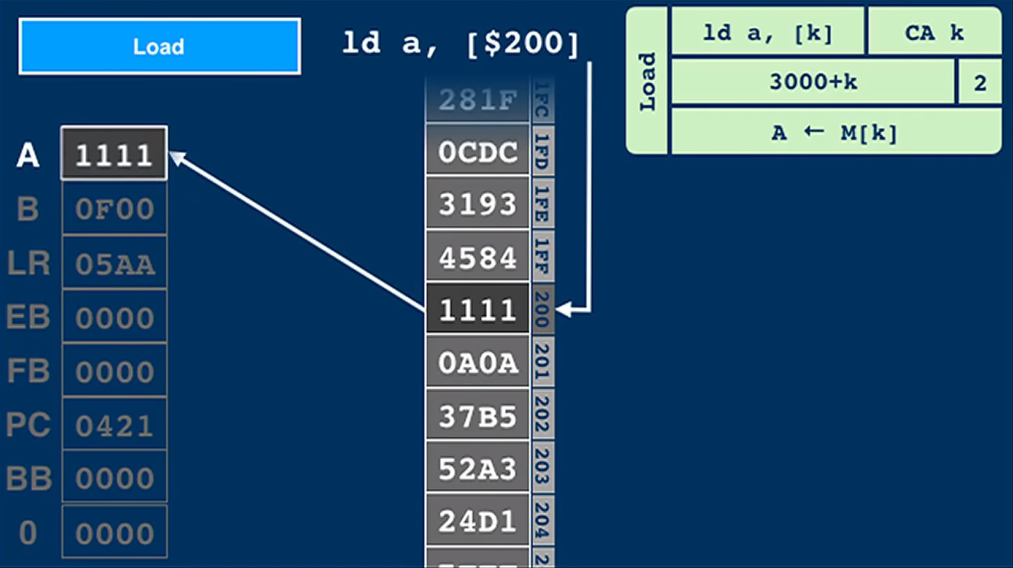 Load
ld a, [$200]
Load
ld a, [k]
CA k
3000+k
2
A ← M[k]
A 1111
B 0F00
LR 05AA
EB 0000
FB 0000
PC 0421
BB 0000
0 0000
281F 1FC
0CDC 1FD
3193 1FE
4584 1FF
1111 200
0A0A 201
37B5 202
52A3 203
24D1 204